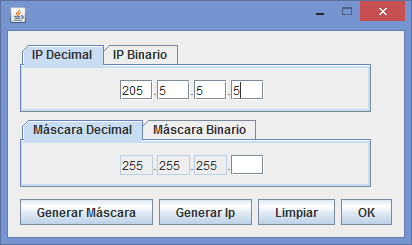 IP Decimal IP Binario
205 . 5 . 5 . 5
Máscara Decimal Máscara Binario
255 . 255 . 255 .
Generar Máscara Generar Ip Limpiar OK